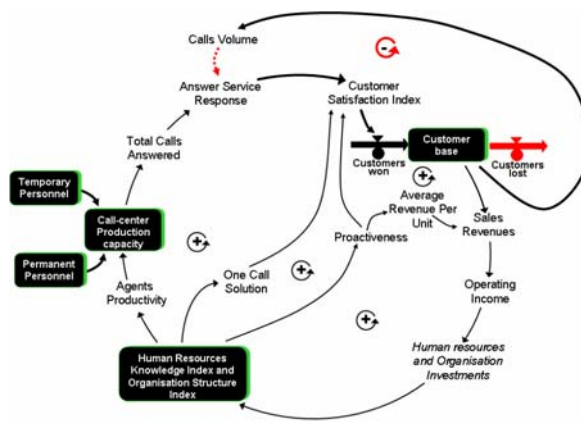 Calls Volume
-
Answer Service
Response
Customer
Satisfaction Index
Total Calls
Answered
Customers
won
Customer
base
Customers
lost
Temporary
Personnel
Call-center
Production
capacity
Permanent
Personnel
+
Average
Revenue Per
Unit
Sales
Revenues
+
Proactiveness
+
One Call
Solution
Agents
Productivity
Operating
Income
+
Human Resources
Knowledge Index and
Organisation Structure
Index
Human resources
and Organisation
Investments